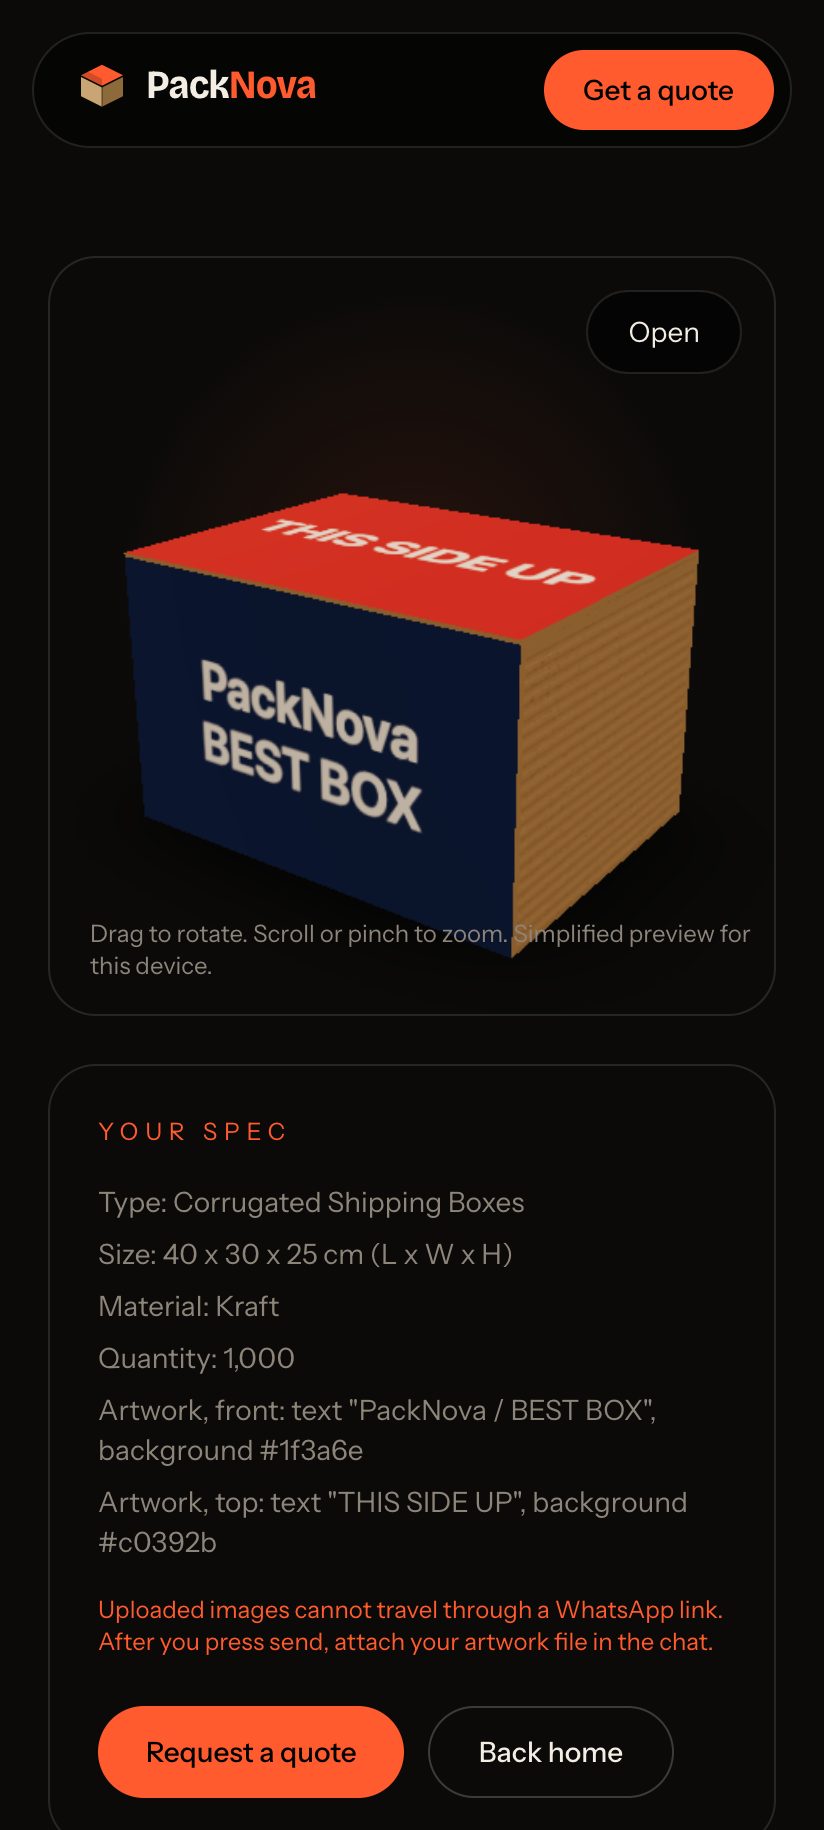 PackNova
Get a quote
Open
THIS SIDE UP
PackNova
BEST BOX
Drag to rotate. Scroll or pinch to zoom. Simplified preview for
this device.
YOUR SPEC
Type: Corrugated Shipping Boxes
Size: 40 x 30 x 25 cm (L x W x H)
Material: Kraft
Quantity: 1,000
Artwork, front: text "PackNova / BEST BOX",
background #1f3a6e
Artwork, top: text "THIS SIDE UP", background
#c0392b
Uploaded images cannot travel through a WhatsApp link.
After you press send, attach your artwork file in the chat.
Request a quote
Back home